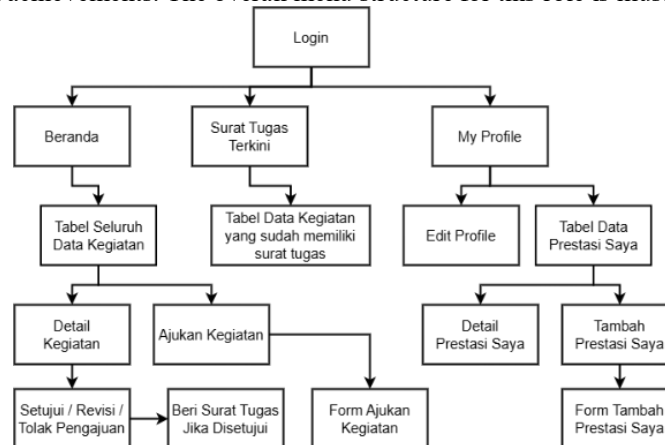 Login
Beranda
Surat Tugas
Terkini
My Profile
Tabel Seluruh
Data Kegiatan
Tabel Data Kegiatan
yang sudah memiliki
surat tugas
Edit Profile
Tabel Data
Prestasi Saya
Detail
Kegiatan
Ajukan Kegiatan
Detail
Prestasi Saya
Tambah
Prestasi Saya
Setujui / Revisi /
Tolak Pengajuan
Beri Surat Tugas
Jika Disetujui
Form Ajukan
Kegiatan
Form Tambah
Prestasi Saya